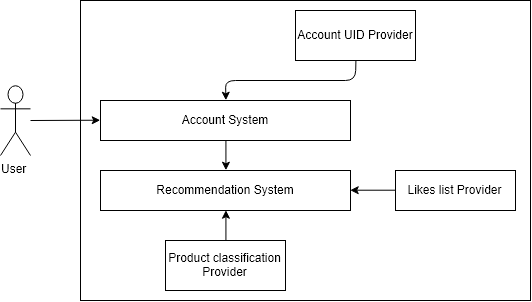 Account UID Provider
Account System
User
Recommendation System
Likes list Provider
Product classification
Provider